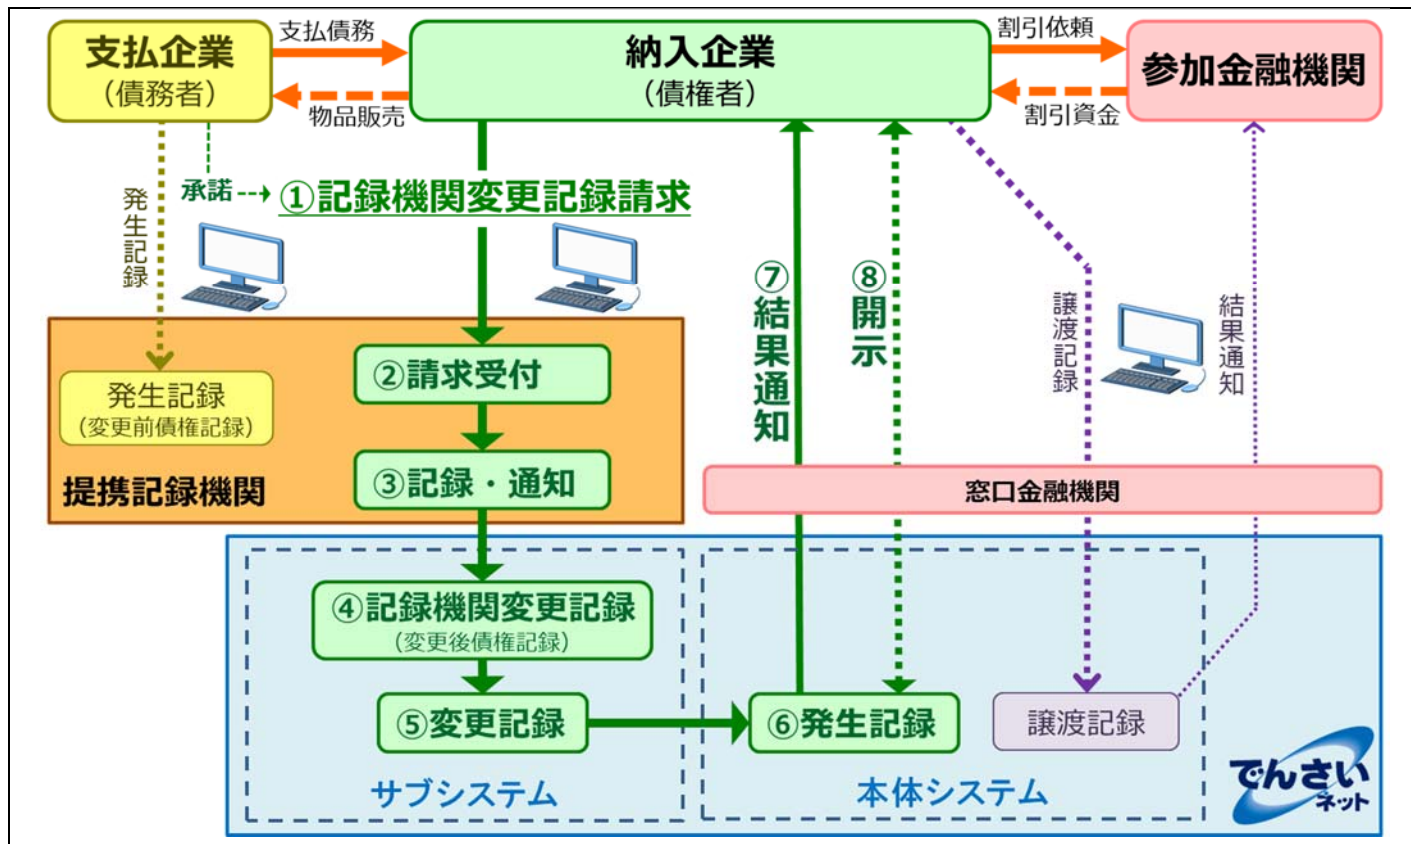 支払企業
（債務者）
支払債務
物品販売
納入企業
（債権者）
割引依頼
割引資金
参加金融機関
発生記録
承諾
①記録機関変更記録請求
⑦結果通知
⑧開示
譲渡記録
結果通知
発生記録
（変更前債権記録）
提携記録機関
②請求受付
③記録・通知
窓口金融機関
④記録機関変更記録
（変更後債権記録）
⑤変更記録
⑥発生記録
譲渡記録
サブシステム
本体システム
でんさい
ネット